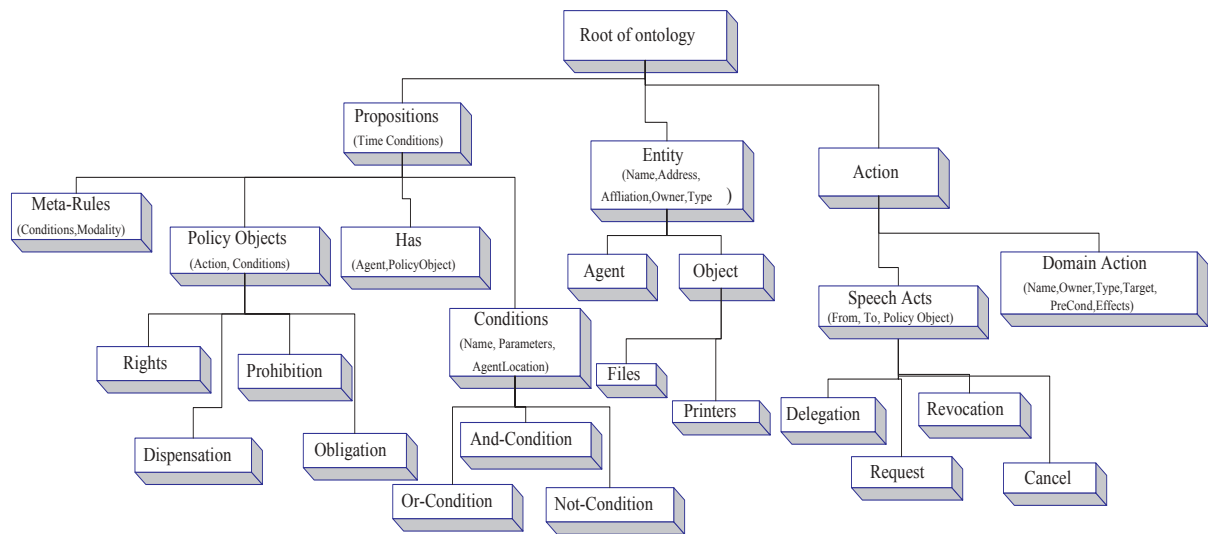 Root of ontology
Propositions
(Time Conditions)
Entity
(Name,Address,
Affliation,Owner,Type )
Action
Meta-Rules
(Conditions,Modality)
Policy Objects
(Action, Conditions)
Has
(Agent,PolicyObject)
Agent
Object
Domain Action
(Name,Owner,Type,Target,
PreCond,Effects)
Speech Acts
(From, To, Policy Object)
Conditions
(Name, Parameters,
AgentLocation)
Rights
Prohibition
Files
Printers
Delegation
Revocation
Dispensation
Obligation
And-Condition
Request
Cancel
Or-Condition
Not-Condition